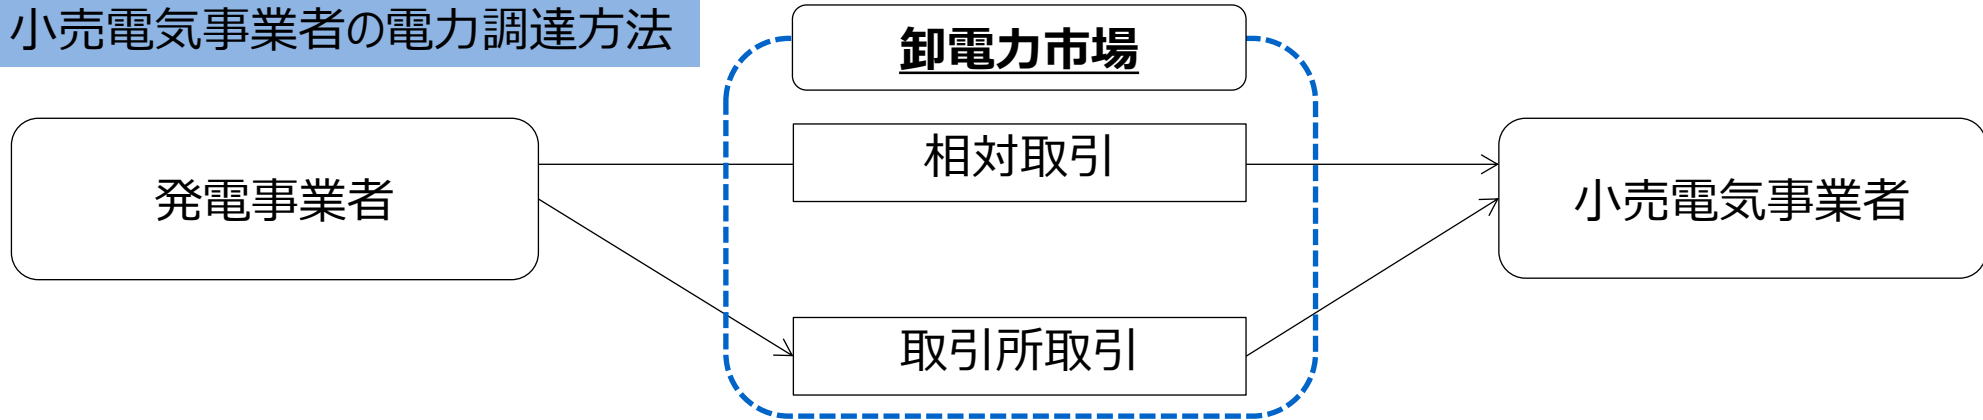 小売電気事業者の電力調達方法
卸電力市場
発電事業者
相対取引
小売電気事業者
取引所取引